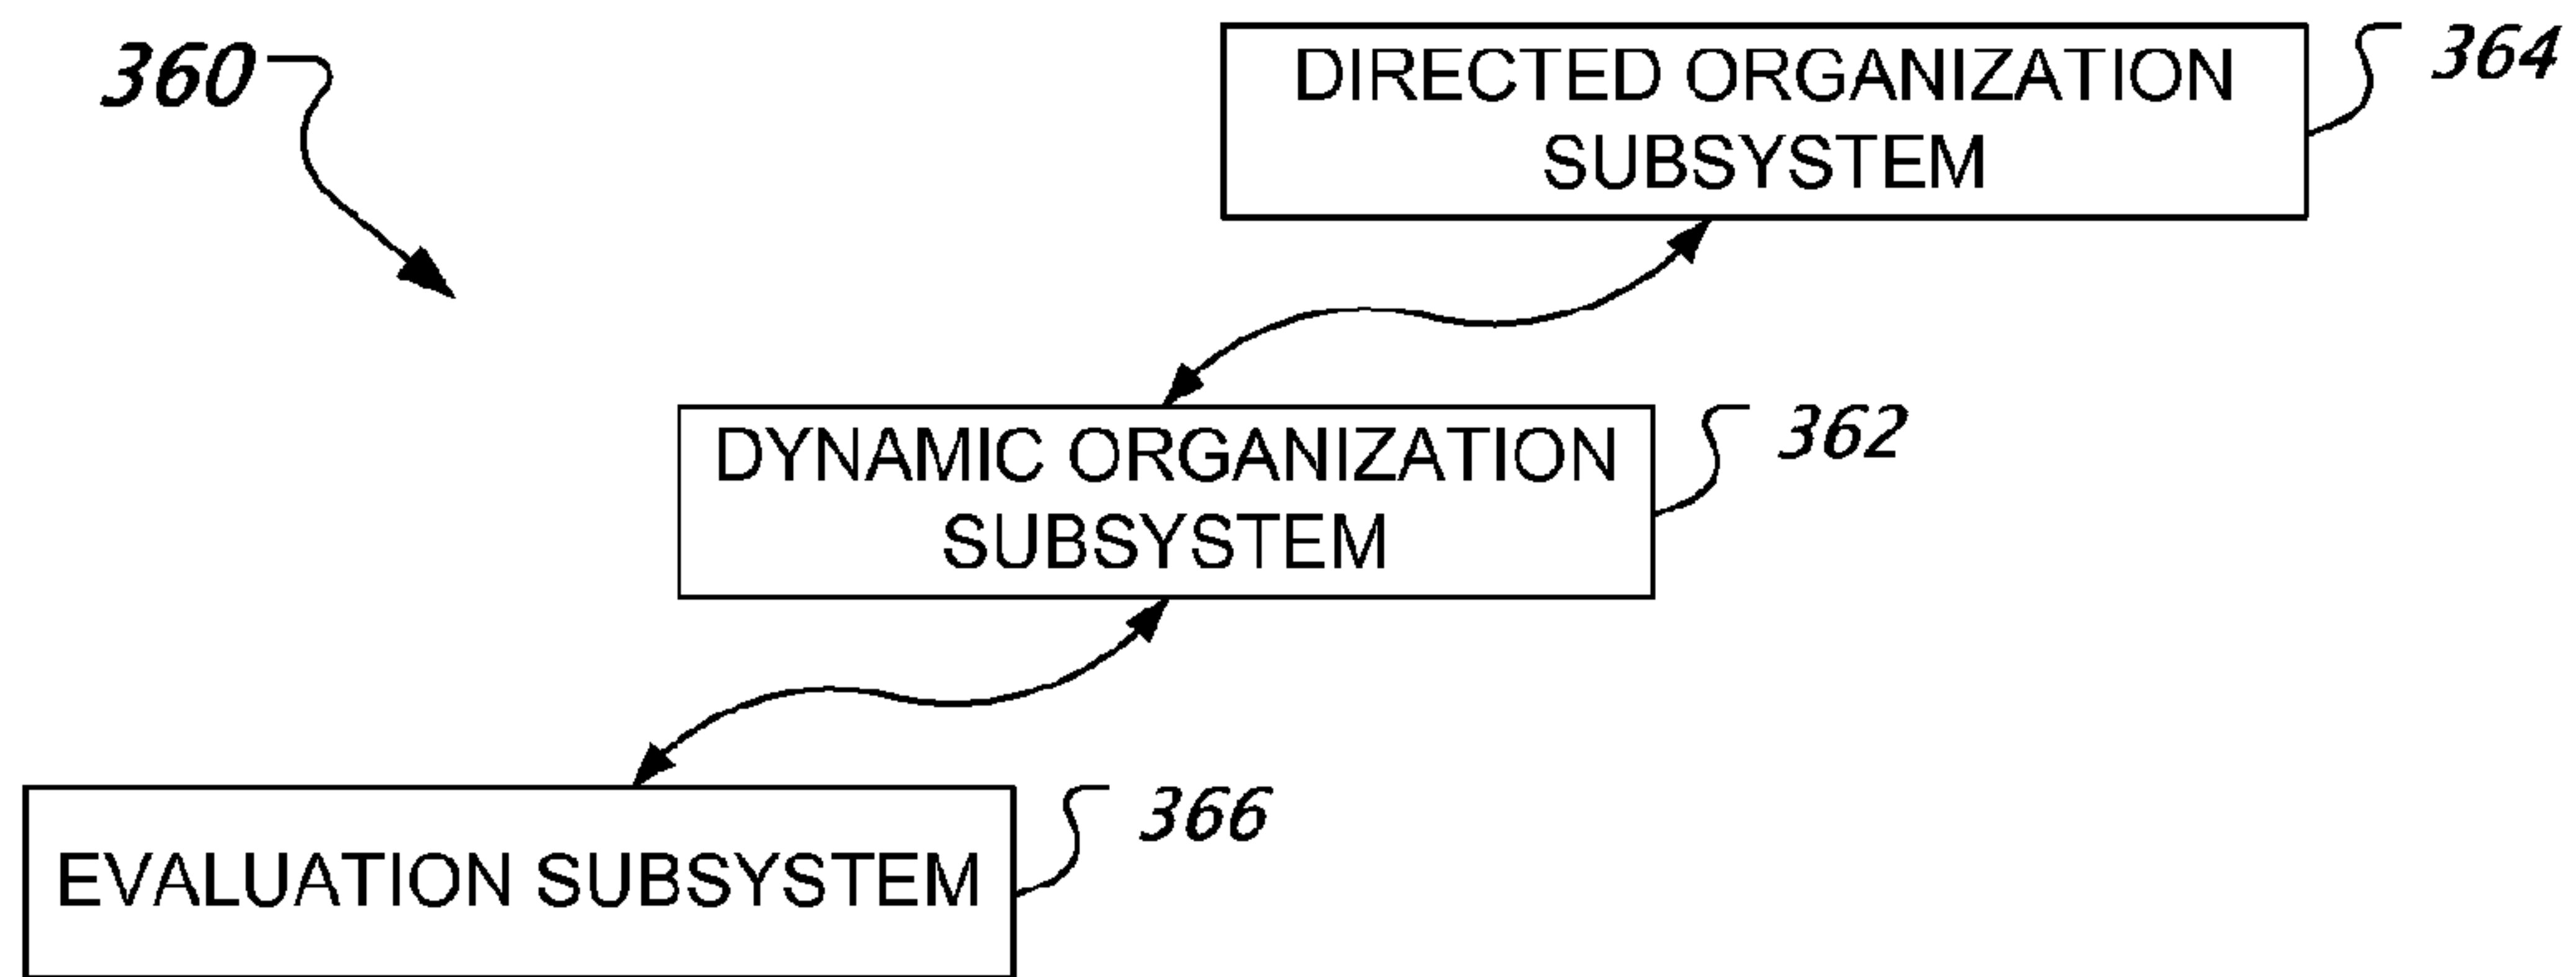 360
DIRECTED ORGANIZATION
SUBSYSTEM
364
DYNAMIC ORGANIZATION
SUBSYSTEM
362
EVALUATION SUBSYSTEM
366